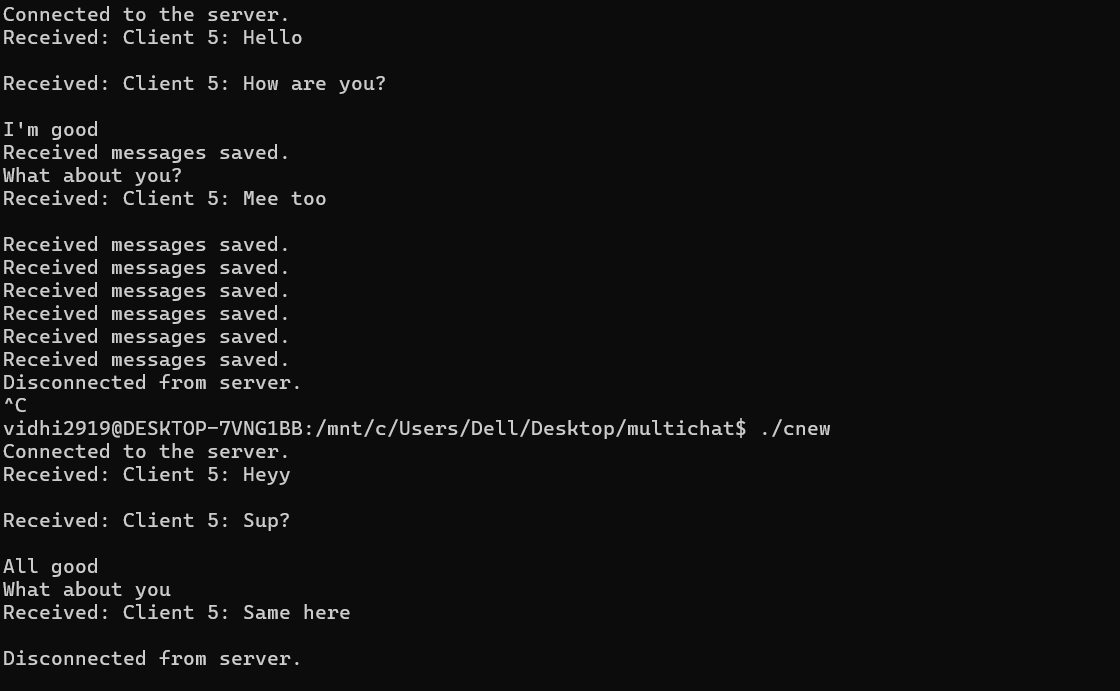 Connected to the server.
Received: Client 5: Hello
Received: Client 5: How are you?
I'm good
Received messages saved.
What about you?
Received: Client 5: Mee too
Received messages saved.
Received messages saved.
Received messages saved.
Received messages saved.
Received messages saved.
Received messages saved.
Disconnected from server.
^C
vidhi2919@DESKTOP-7VNG1BB:/mnt/c/Users/Dell/Desktop/multichat$ ./cnew
Connected to the server.
Received: Client 5: Heyy
Received: Client 5: Sup?
All good
What about you
Received: Client 5: Same here
Disconnected from server.